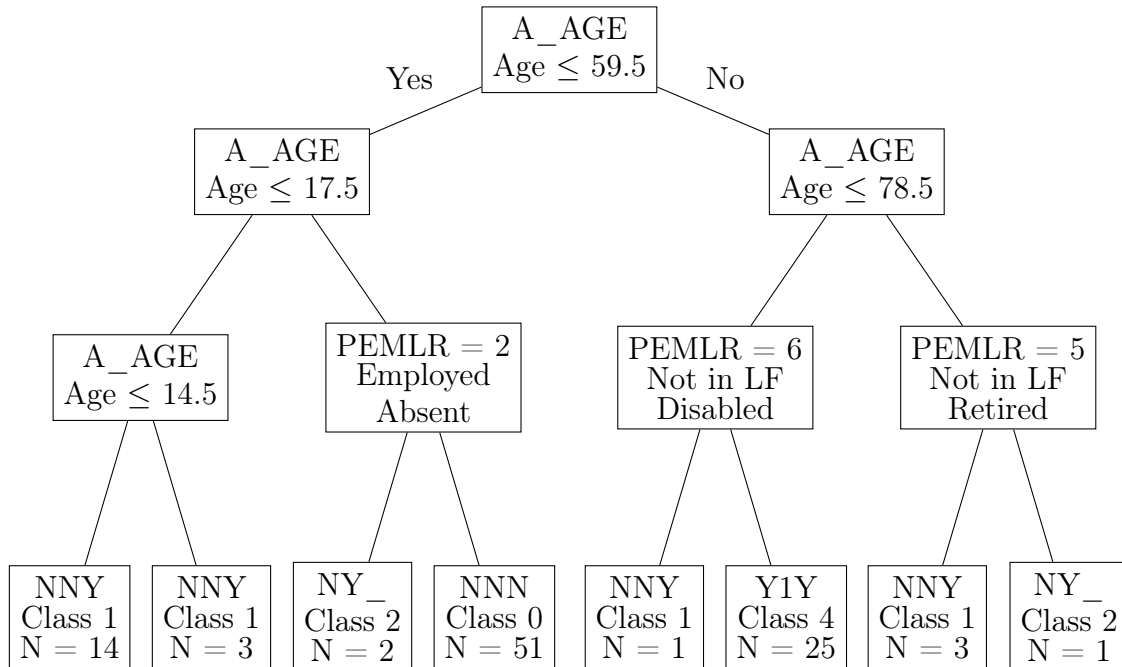 A_AGE
Age ≤ 59.5
Yes
No
A_AGE
Age ≤ 17.5
A_AGE
Age ≤ 78.5
A_AGE
Age ≤ 14.5
PEMLR = 2
Employed
Absent
PEMLR = 6
Not in LF
Disabled
PEMLR = 5
Not in LF
Retired
NNY
Class 1
N = 14
NNY
Class 1
N = 3
NY_
Class 2
N = 2
NNN
Class 0
N = 51
NNY
Class 1
N = 1
Y1Y
Class 4
N = 25
NNY
Class 1
N = 3
NY_
Class 2
N = 1